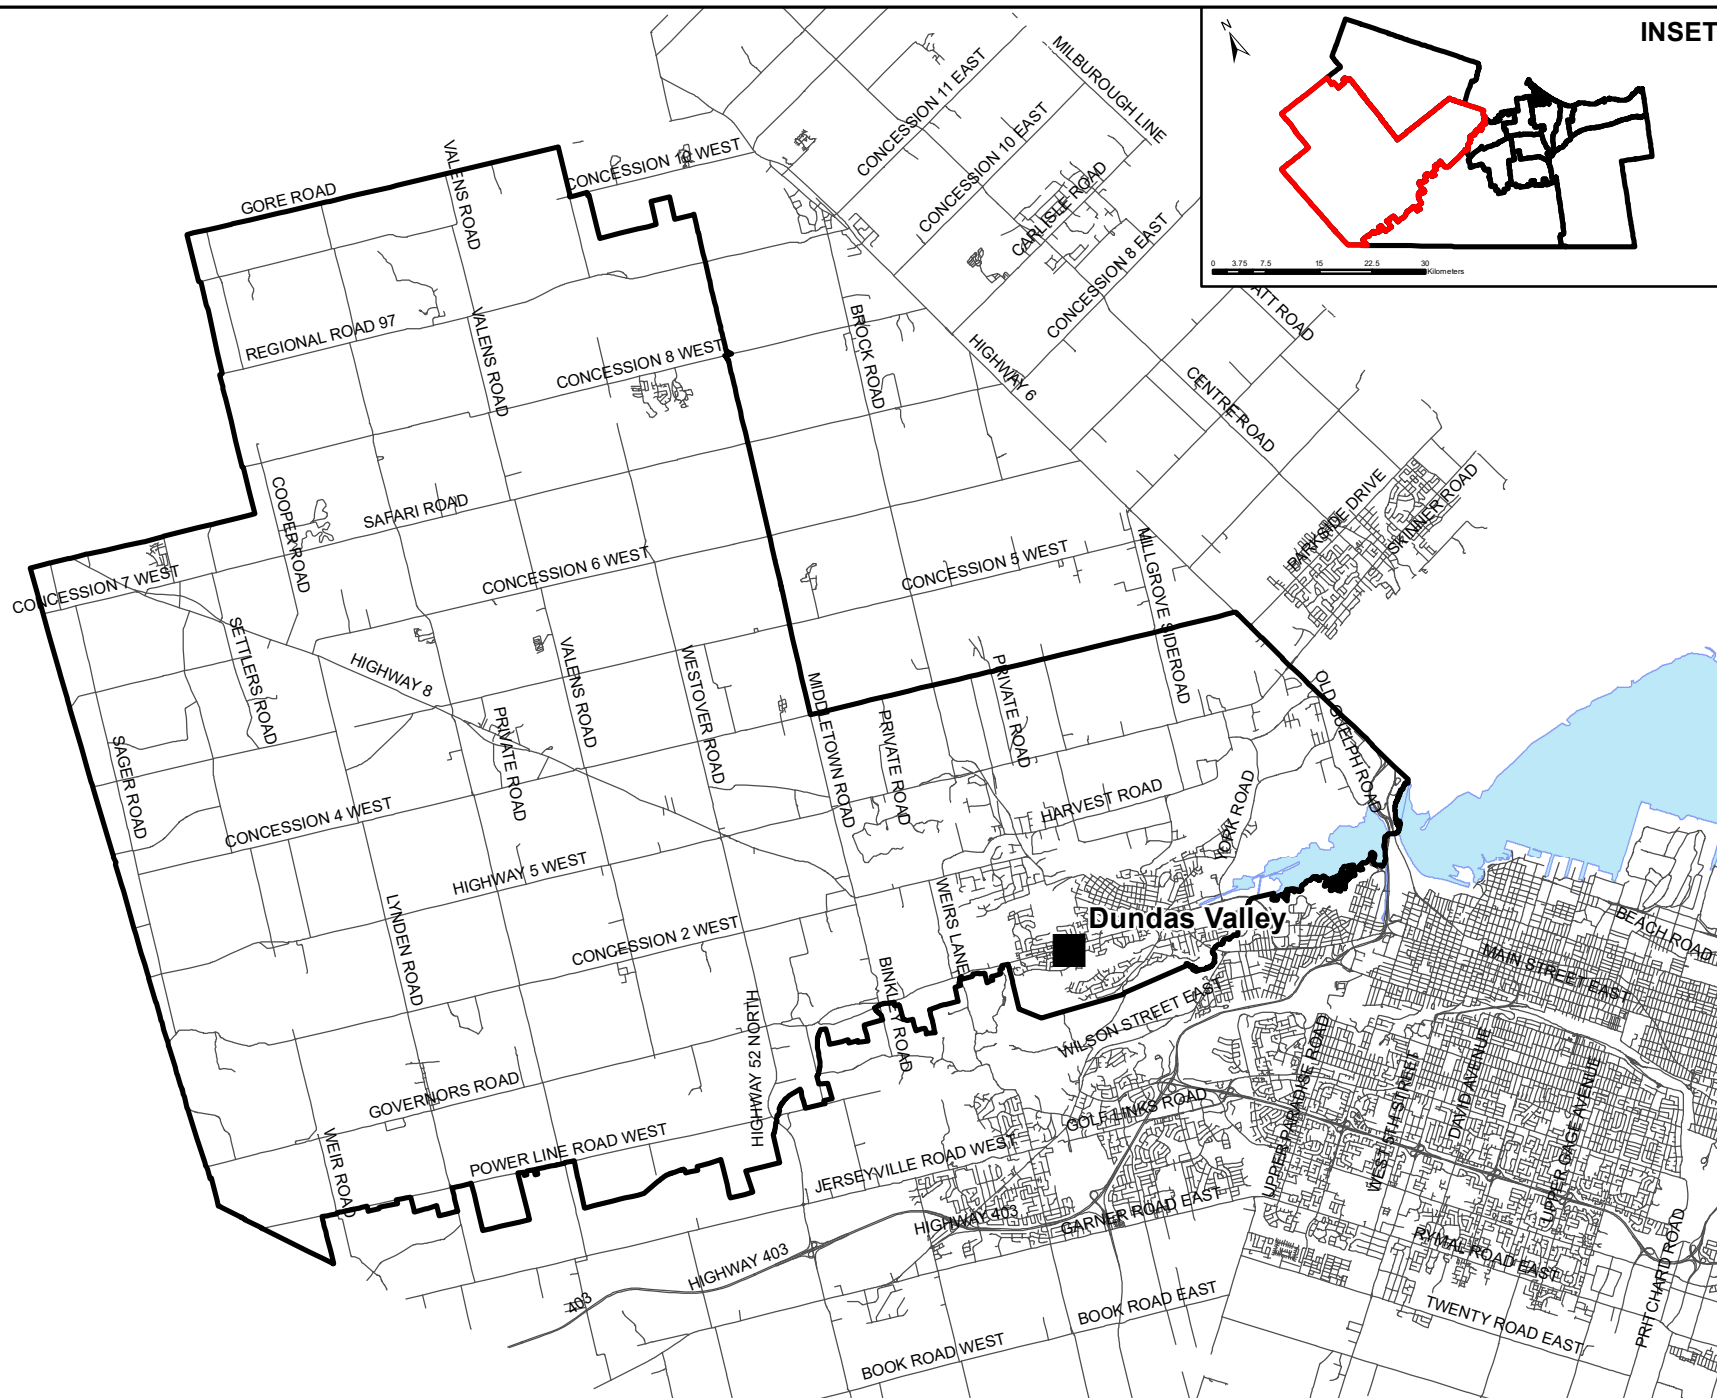 INSET
N
0 3.75 7.5 15 22.5 30
Kilometers
MILBOROUGH LINE
CONCESSION 11 EAST
CONCESSION 10 EAST
CONCESSION 10 WEST
VALENS ROAD
GORE ROAD
CARLISLE ROAD
CONCESSION 8 EAST
REGIONAL ROAD 97
VALENS ROAD
CONCESSION 8 WEST
BROCK ROAD
HIGHWAY 6
ATT ROAD
CENTRE ROAD
COOPER ROAD
SAFARI ROAD
PARKSIDE DRIVE
SKINNER ROAD
CONCESSION 7 WEST
CONCESSION 6 WEST
CONCESSION 5 WEST
MILLGROVE SIDEROAD
SETTLERS ROAD
HIGHWAY 8
VALENS ROAD
WESTOVER ROAD
MIDDLETOWN ROAD
PRIVATE ROAD
PRIVATE ROAD
PRIVATE ROAD
OLD GUELPH ROAD
SAGER ROAD
CONCESSION 4 WEST
HARVEST ROAD
YORK ROAD
HIGHWAY 5 WEST
LYNDEN ROAD
CONCESSION 2 WEST
WEIRS LANE
Dundas Valley
BEACH ROAD
MAIN STREET EAST
BINKLEY ROAD
HIGHWAY 52 NORTH
WILSON STREET EAST
GOVERNORS ROAD
GOLF LINKS ROAD
UPPER PARADISE ROAD
WEST 5TH STREET
DAVID AVENUE
UPPER GAGE AVENUE
WEIR ROAD
POWER LINE ROAD WEST
JERSEYVILLE ROAD WEST
HIGHWAY 403
GARNER ROAD EAST
RYMAL ROAD EAST
PRITCHARD ROAD
HIGHWAY 403
403
BOOK ROAD EAST
TWENTY ROAD EAST
BOOK ROAD WEST